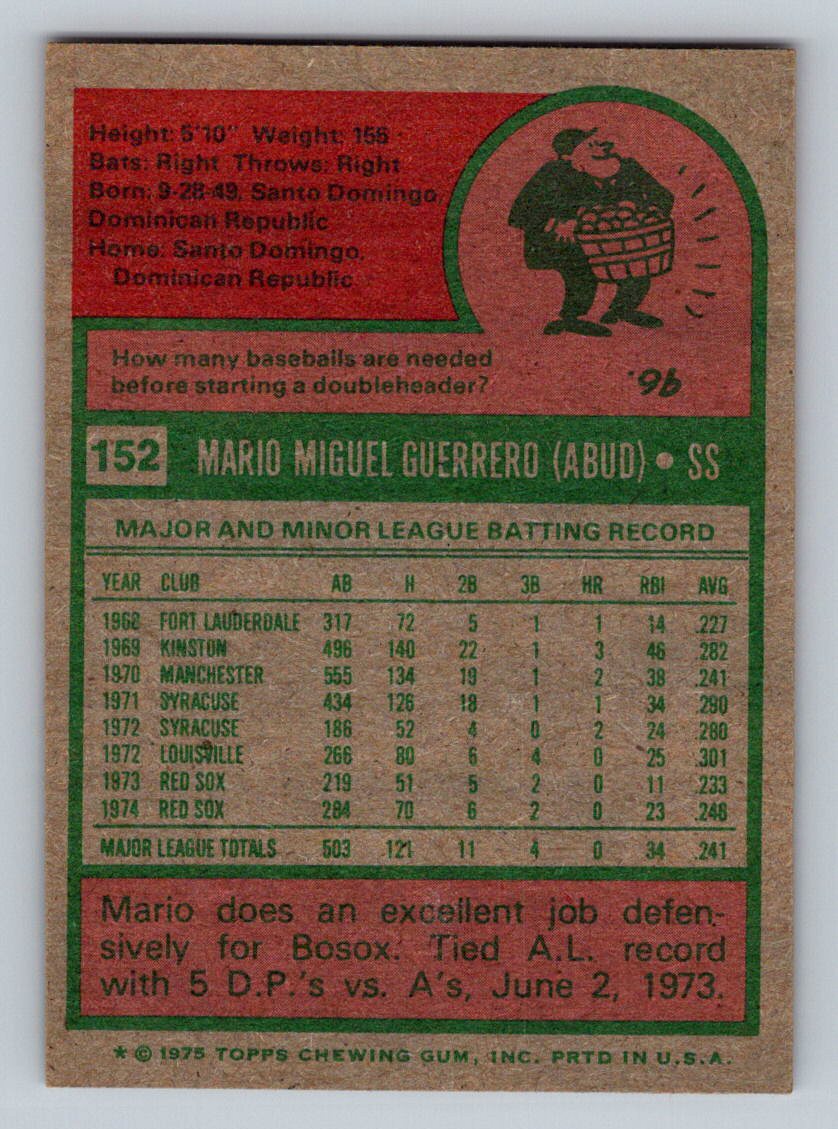 Height: 5'10" Weight: 155
Bats: Right Throws: Right
Born: 9-28-49, Santo Domingo,
Dominican Republic
Home: Santo Domingo,
Dominican Republic
How many baseballs are needed
before starting a doubleheader?
96.
152 MARIO MIGUEL GUERRERO (ABUD) • SS
MAJOR AND MINOR LEAGUE BATTING RECORD
YEAR CLUB AB H 2B 3B HR RBI AVG
1968 FORT LAUDERDALE 317 72 5 1 1 14 .227
1969 KINSTON 496 140 22 1 3 46 .282
1970 MANCHESTER 555 134 19 1 2 38 .241
1971 SYRACUSE 434 126 18 1 1 34 .290
1972 SYRACUSE 186 52 4 0 2 24 .280
1972 LOUISVILLE 266 80 6 4 0 25 .301
1973 RED SOX 219 51 5 2 0 11 .233
1974 RED SOX 284 70 6 2 0 23 .246
MAJOR LEAGUE TOTALS 503 121 11 4 0 34 .241
Mario does an excellent job defen-
sively for Bosox. Tied A.L. record
with 5 D.P.'s vs. A's, June 2, 1973.
* © 1975 TOPPS CHEWING GUM, INC. PRTD IN U.S.A.